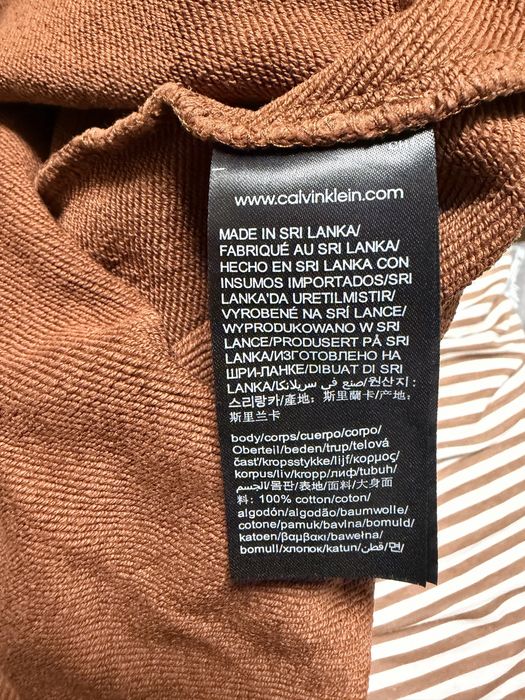 www.calvinklein.com
MADE IN SRI LANKA/
FABRIQUÉ AU SRI LANKA/
HECHO EN SRI LANKA CON
INSUMOS IMPORTADOS/SRI
LANKA'DA URETILMISTIR/
VYROBENÉ NA SRÍ LANCE/
WYPRODUKOWANO W SRI
LANCE/PRODUSERT PÅ SRI
LANKA/ИЗГОТОВЛЕНО НА
ШРИ-ЛАНКЕ/DIBUAT DI SRI
LANKA/صنع في سريلانكا/원산지 :
스리랑카/產地: 斯里蘭卡/产地:
斯里兰卡
body/corps/cuerpo/corpo/
Oberteil/beden/trup/telová
časť/kropsstykke/lijf/κορμος/
korpus/liv/kropp/лиф/tubuh/
الجسم/몸판/表地/面料/大身面
料: 100% cotton/coton/
algodón/algodão/baumwolle/
cotone/pamuk/bavlna/bomuld/
katoen/βαμβακι/bawełna/
bomull/хлопок/katun/قطن/면/